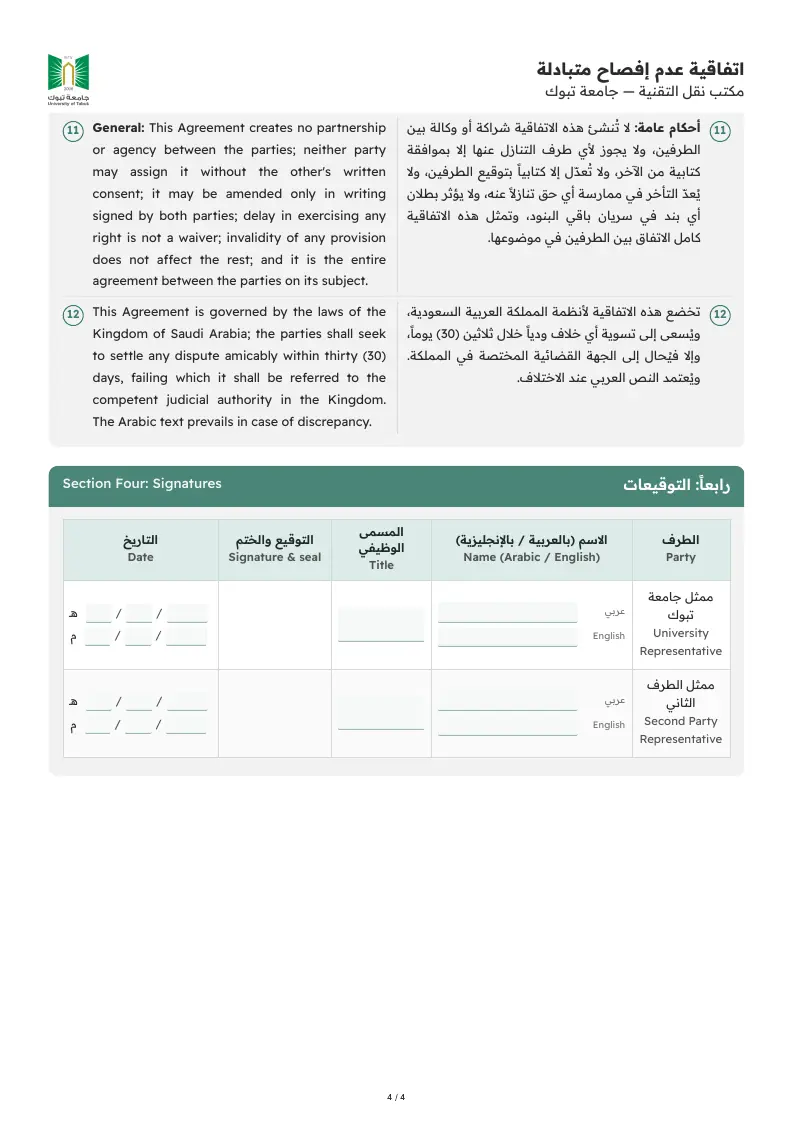 اتفاقية عدم إفصاح متبادلة
مكتب نقل التقنية — جامعة تبوك
جامعة تبوك
University of Tabuk
11
General: This Agreement creates no partnership
or agency between the parties; neither party
may assign it without the other's written
consent; it may be amended only in writing
signed by both parties; delay in exercising any
right is not a waiver; invalidity of any provision
does not affect the rest; and it is the entire
agreement between the parties on its subject.
11
أحكام عامة: لا تُنشئ هذه الاتفاقية شراكة أو وكالة بين
الطرفين، ولا يجوز لأي طرف التنازل عنها إلا بموافقة
كتابية من الآخر، ولا تُعدّل إلا كتابياً بتوقيع الطرفين، ولا
يُعدّ التأخر في ممارسة أي حق تنازلاً عنه، ولا يؤثر بطلان
أي بند في سريان باقي البنود، وتمثل هذه الاتفاقية
كامل الاتفاق بين الطرفين في موضوعها.
12
This Agreement is governed by the laws of the
Kingdom of Saudi Arabia; the parties shall seek
to settle any dispute amicably within thirty (30)
days, failing which it shall be referred to the
competent judicial authority in the Kingdom.
The Arabic text prevails in case of discrepancy.
12
تخضع هذه الاتفاقية لأنظمة المملكة العربية السعودية،
ويُسعى إلى تسوية أي خلاف ودياً خلال ثلاثين (30) يوماً،
وإلا فيُحال إلى الجهة القضائية المختصة في المملكة.
ويُعتمد النص العربي عند الاختلاف.
Section Four: Signatures
رابعاً: التوقيعات
الطرف
Party
الاسم (بالعربية / بالإنجليزية)
Name (Arabic / English)
المسمى
الوظيفي
Title
التوقيع والختم
Signature & seal
التاريخ
Date
ممثل جامعة
تبوك
University
Representative
عربي
English
/ / هـ
/ / م
ممثل الطرف
الثاني
Second Party
Representative
عربي
English
/ / هـ
/ / م
4 / 4